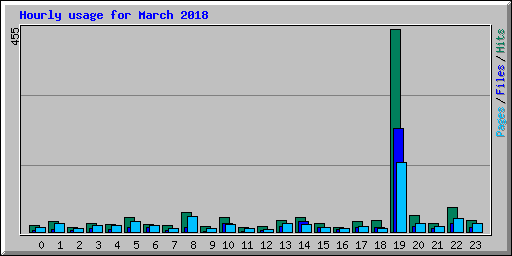 Hourly usage for March 2018
455
Pages/Files/Hits
0 1 2 3 4 5 6 7 8 9 10 11 12 13 14 15 16 17 18 19 20 21 22 23